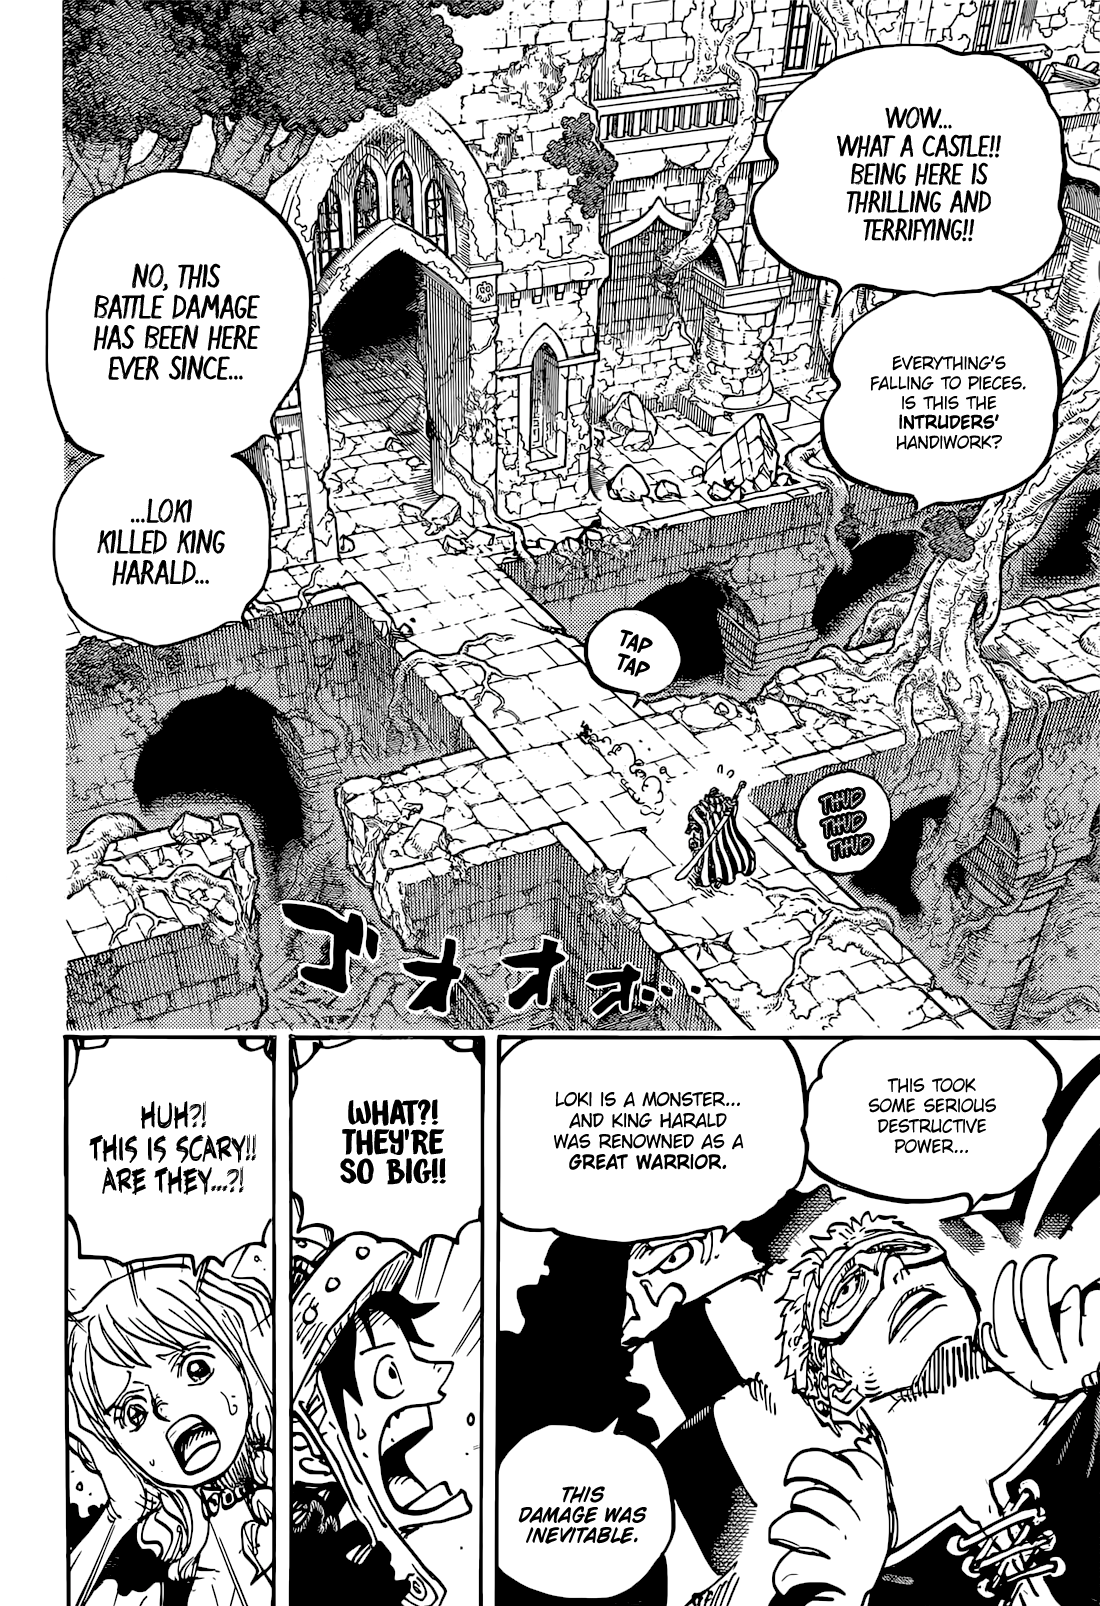 WOW...
WHAT A CASTLE!!
BEING HERE IS
THRILLING AND
TERRIFYING!!
EVERYTHING'S
FALLING TO PIECES.
IS THIS THE
INTRUDERS'
HANDIWORK?
NO, THIS
BATTLE DAMAGE
HAS BEEN HERE
EVER SINCE...
...LOKI
KILLED KING
HARALD...
TAP
TAP
THUD
THUD
THUD
ゴオオオ...
THIS TOOK
SOME SERIOUS
DESTRUCTIVE
POWER...
LOKI IS A MONSTER...
AND KING HARALD
WAS RENOWNED AS A
GREAT WARRIOR.
THIS
DAMAGE WAS
INEVITABLE.
WHAT?!
THEY'RE
SO BIG!!
HUH?!
THIS IS SCARY!!
ARE THEY...?!